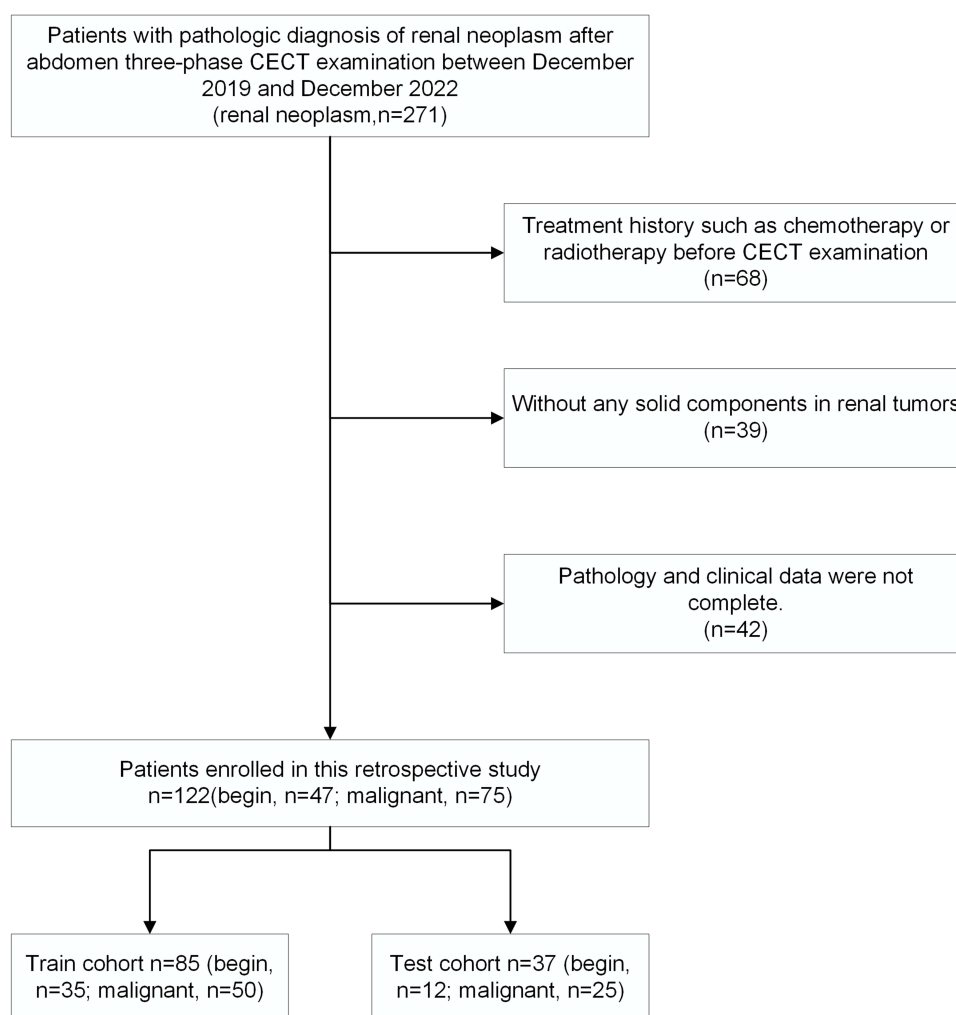 Patients with pathologic diagnosis of renal neoplasm after
abdomen three-phase CECT examination between December
2019 and December 2022
(renal neoplasm,n=271)
Treatment history such as chemotherapy or
radiotherapy before CECT examination
(n=68)
Without any solid components in renal tumors
(n=39)
Pathology and clinical data were not
complete.
(n=42)
Patients enrolled in this retrospective study
n=122(begin, n=47; malignant, n=75)
Train cohort n=85 (begin,
n=35; malignant, n=50)
Test cohort n=37 (begin,
n=12; malignant, n=25)